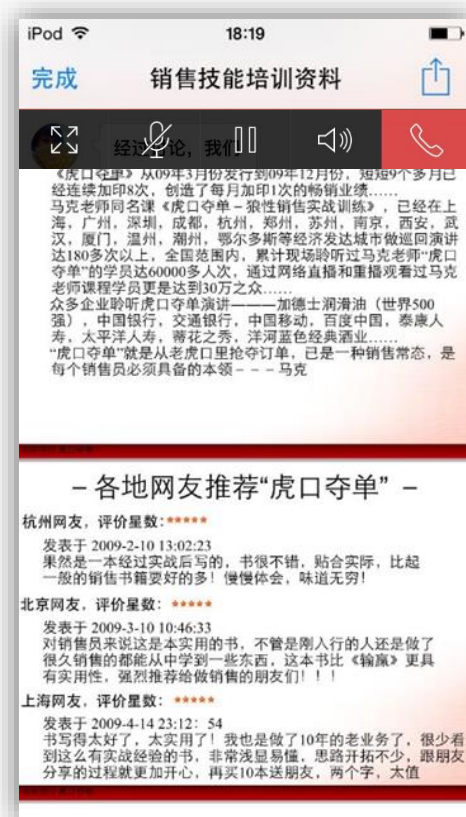 iPod 18:19
完成 销售技能培训资料
经过 论，我们
《虎口夺单》从09年3月份发行到09年12月份，短短9个多月已
经连续加印8次，创造了每月加印1次的畅销业绩……
马克老师同名课《虎口夺单－狼性销售实战训练》，已经在上
海，广州，深圳，成都，杭州，郑州，苏州，南京，西安，武
汉，厦门，温州，潮州，鄂尔多斯等经济发达城市做巡回演讲
达180多次以上，全国范围内，累计现场聆听过马克老师“虎口
夺单”的学员达60000多人次，通过网络直播和重播观看过马克
老师课程学员更是达到30万之众……
众多企业聆听虎口夺单演讲————加德士润滑油（世界500
强），中国银行，交通银行，中国移动，百度中国，泰康人
寿，太平洋人寿，蒂花之秀，洋河蓝色经典酒业……
“虎口夺单”就是从老虎口里抢夺订单，已是一种销售常态，是
每个销售员必须具备的本领－－－马克
－各地网友推荐“虎口夺单” －
杭州网友，评价星数：*****
发表于 2009-2-10 13:02:23
果然是一本经过实战后写的，书很不错，贴合实际，比起
一般的销售书籍要好的多！慢慢体会，味道无穷！
北京网友，评价星数： *****
发表于 2009-3-10 10:46:33
对销售员来说这是本实用的书，不管是刚入行的人还是做了
很久销售的都能从中学到一些东西，这本书比《输赢》更具
有实用性，强烈推荐给做销售的朋友们！！！
上海网友，评价星数： *****
发表于 2009-4-14 23:12：54
书写得太好了，太实用了！我也是做了10年的老业务了，很少看
到这么有实战经验的书，非常浅显易懂，思路开拓不少，跟朋友
分享的过程就更加开心，再买10本送朋友，两个字，太值